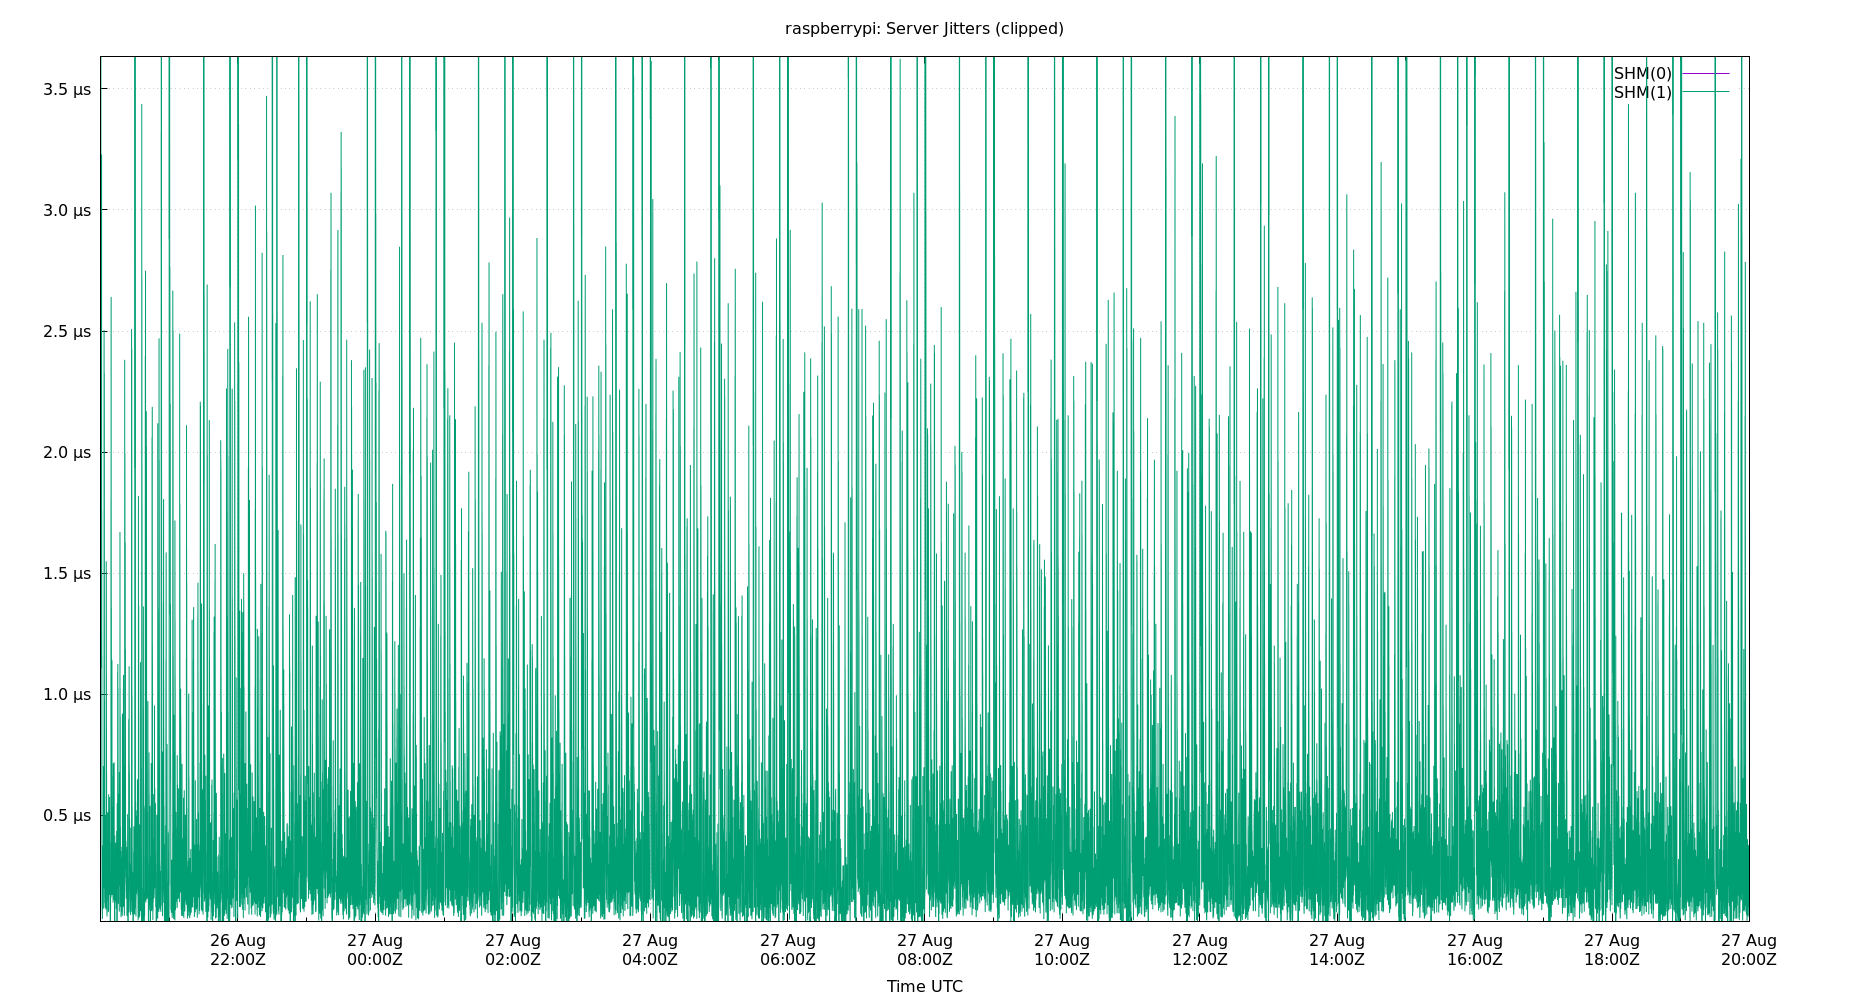 raspberrypi: Server Jitters (clipped)
SHM(0)
SHM(1)
3.5 µs
3.0 µs
2.5 µs
2.0 µs
1.5 µs
1.0 µs
0.5 µs
26 Aug 27 Aug 27 Aug 27 Aug 27 Aug 27 Aug 27 Aug 27 Aug 27 Aug 27 Aug 27 Aug 27 Aug
22:00Z 00:00Z 02:00Z 04:00Z 06:00Z 08:00Z 10:00Z 12:00Z 14:00Z 16:00Z 18:00Z 20:00Z
Time UTC